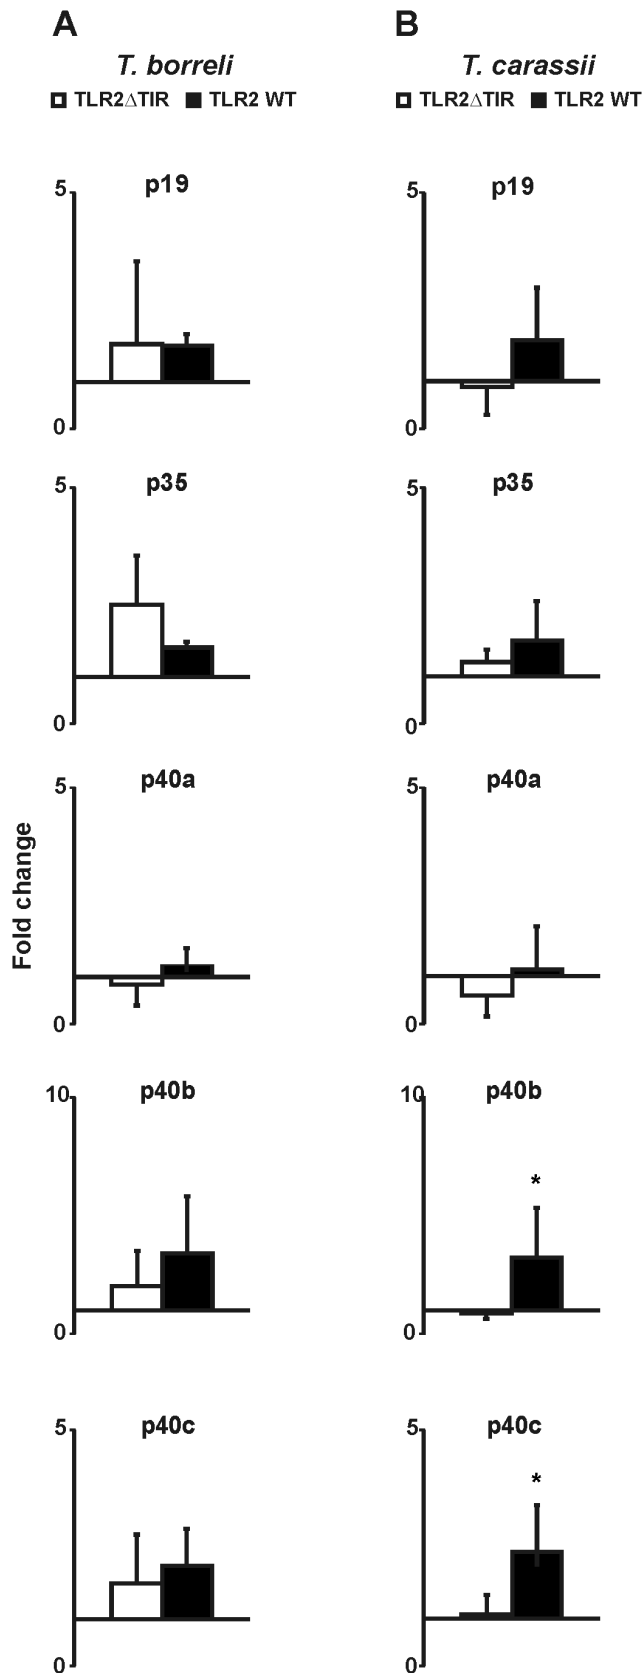 A
B
T. borreli
T. carassii
TLR2ΔTIR TLR2 WT
TLR2ΔTIR TLR2 WT
5
p19
0
5
p19
0
5
p35
0
5
p35
0
5
p40a
0
5
p40a
0
Fold change
10
p40b
0
10
p40b
*
0
5
p40c
0
5
p40c
*
0